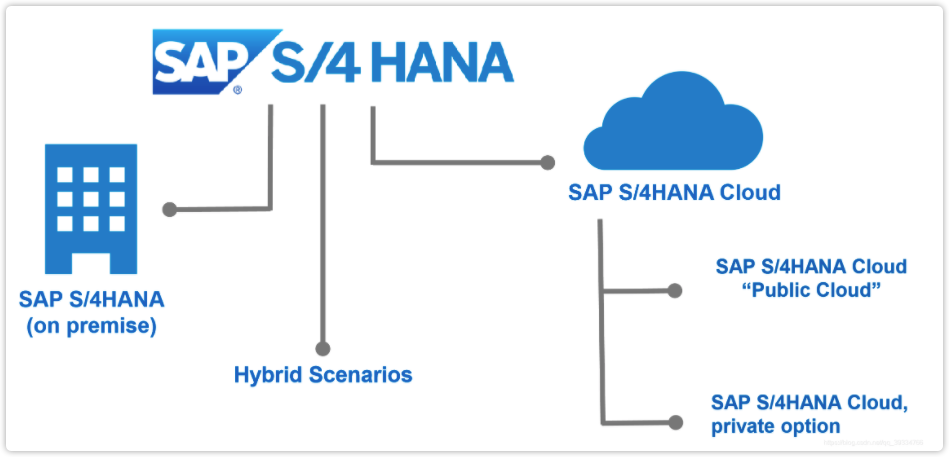 SAP ® S/4 HANA
SAP S/4HANA Cloud
SAP S/4HANA
(on premise)
Hybrid Scenarios
SAP S/4HANA Cloud
“Public Cloud”
SAP S/4HANA Cloud,
private option